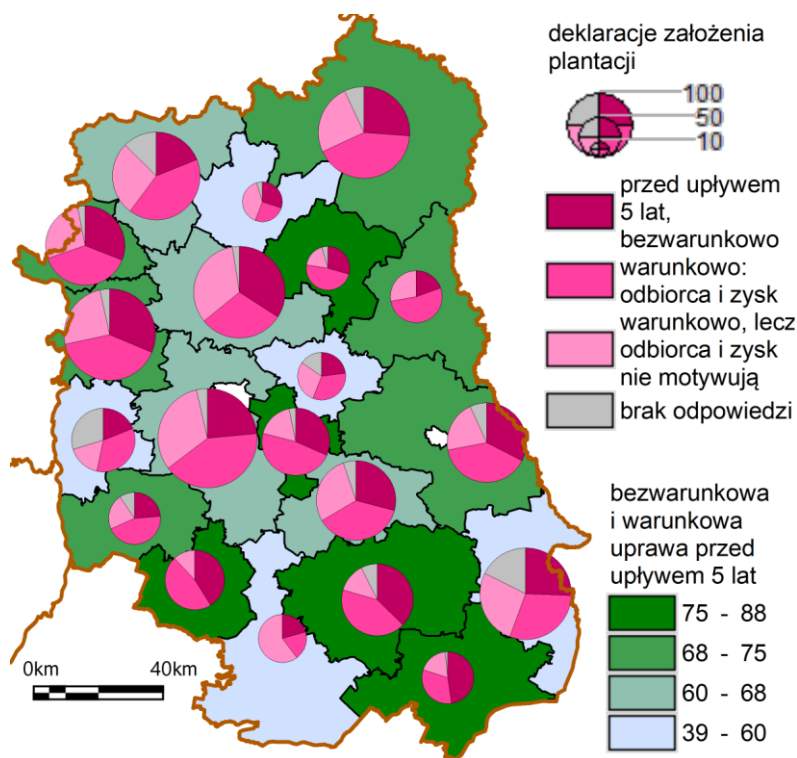 deklaracje założenia
plantacji
100
50
10
przed upływem
5 lat,
bezwarunkowo
warunkowo:
odbiorca i zysk
warunkowo, lecz
odbiorca i zysk
nie motywują
brak odpowiedzi
bezwarunkowa
i warunkowa
uprawa przed
upływem 5 lat
75 - 88
68 - 75
60 - 68
39 - 60
0km 40km